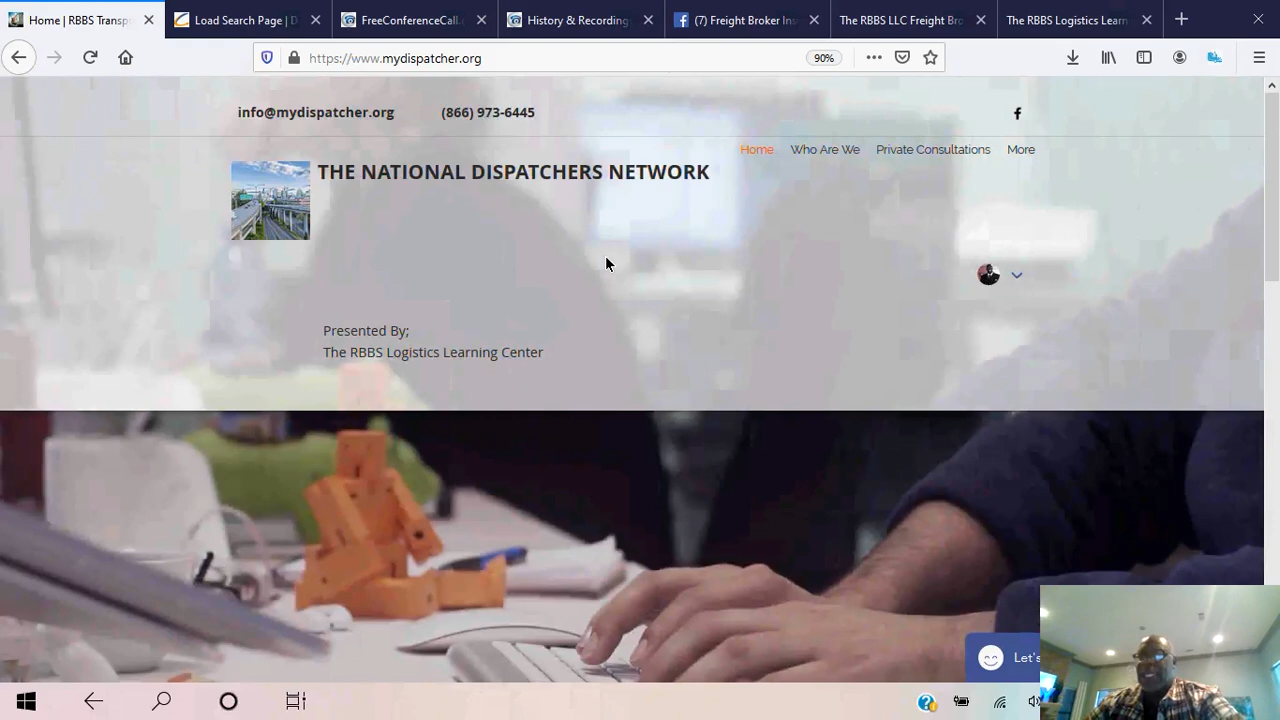 Home | RBBS Transp
Load Search Page | D
FreeConferenceCall.
History & Recording
(7) Freight Broker Ins
The RBBS LLC Freight Bro
The RBBS Logistics Learn
https://www.mydispatcher.org
90%
info@mydispatcher.org
(866) 973-6445
Home
Who Are We
Private Consultations
More
THE NATIONAL DISPATCHERS NETWORK
Presented By;
The RBBS Logistics Learning Center
Let's